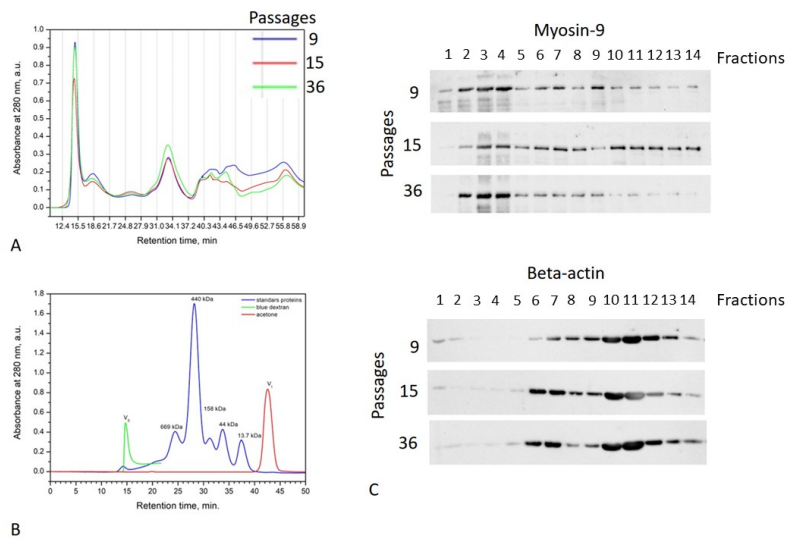 Passages
9
15
36
1.0
0.9
0.8
0.7
0.6
0.5
0.4
0.3
0.2
0.1
0.0
Absorbance at 280 nm, a.u.
12.4 15.5 18.6 21.7 24.8 27.9 31.0 34.1 37.2 40.3 43.4 46.5 49.6 52.7 55.8 58.9
Retention time, min
A
1.8
1.6
1.4
1.2
1.0
0.8
0.6
0.4
0.2
0.0
Absorbance at 280 nm, a.u.
440 kDa
standars proteins
blue dextran
acetone
V0
669 kDa
158 kDa
44 kDa
13.7 kDa
Vt
0 5 10 15 20 25 30 35 40 45 50
Retention time, min.
B
Myosin-9
1 2 3 4 5 6 7 8 9 10 11 12 13 14 Fractions
Passages
9
15
36
Beta-actin
1 2 3 4 5 6 7 8 9 10 11 12 13 14 Fractions
Passages
9
15
36
C